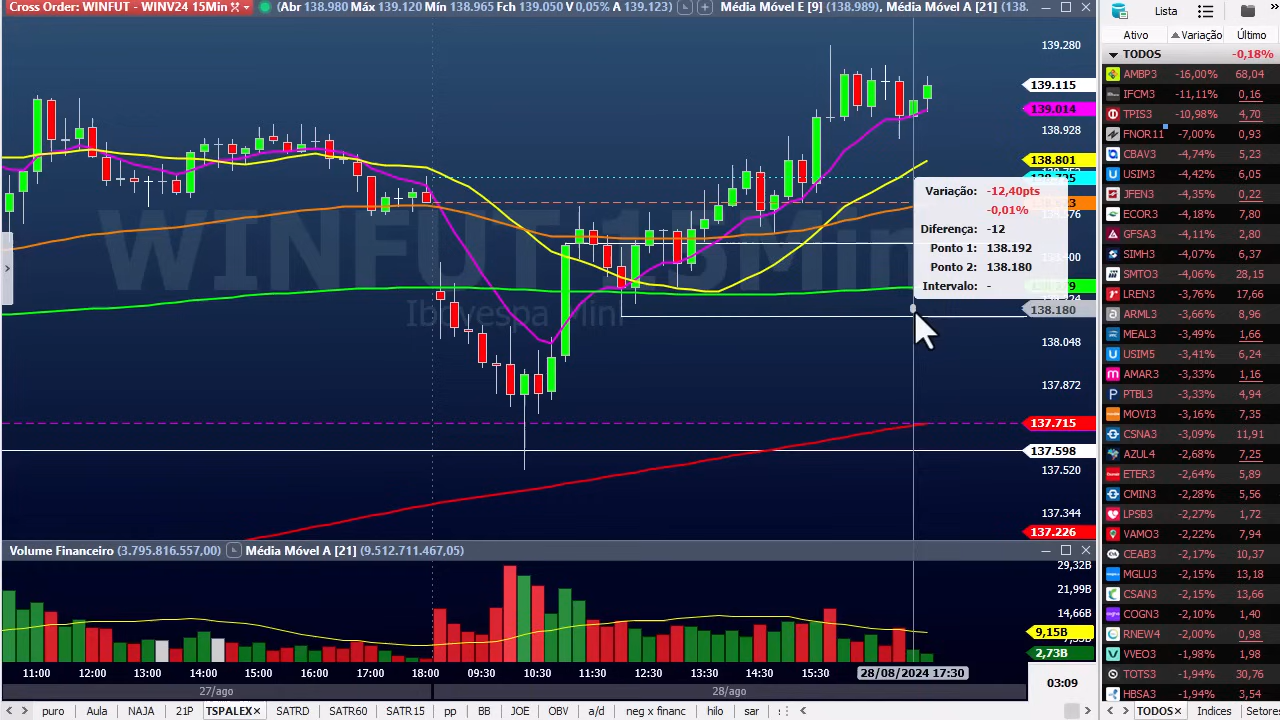 Cross Order: WINFUT - WINV24 15Min
(Abr 138.980 Máx 139.120 Mín 138.965 Fch 139.050 V 0,05% A 139.123)
Média Móvel E [9] (138.989), Média Móvel A [21] (138.
139.280
139.115
139.014
138.928
138.801
138.576
138.400
138.180
138.048
137.872
137.715
137.598
137.520
137.344
137.226
WINFUT
Ibovespa Mini
Variação: -12,40pts
-0,01%
Diferença: -12
Ponto 1: 138.192
Ponto 2: 138.180
Intervalo: -
Volume Financeiro (3.795.816.557,00) Média Móvel A [21] (9.512.711.467,05)
29,32B
21,99B
14,66B
9,15B
2,73B
11:00 12:00 13:00 14:00 15:00 16:00 17:00 18:00 09:30 10:30 11:30 12:30 13:30 14:30 15:30 28/08/2024 17:30
27/ago 28/ago
03:09
puro Aula NAJA 21P TSPALEX SATRD SATR60 SATE15 pp BB JOE OBV a/d neg x financ hilo sar
Lista
Ativo Variação Último
TODOS -0,18%
AMBP3 -16,00% 68,04
IFCM3 -11,11% 0,16
TPIS3 -10,98% 4,70
FNOR11 -7,00% 0,93
CBAV3 -4,74% 5,23
USIM3 -4,42% 6,05
JFEN3 -4,35% 0,22
ECOR3 -4,18% 7,80
GFSA3 -4,11% 2,80
SIMH3 -4,07% 6,37
SMTO3 -4,06% 28,15
LREN3 -3,76% 17,66
ARML3 -3,66% 8,96
MEAL3 -3,49% 1,66
USIM5 -3,41% 6,24
AMAR3 -3,33% 1,16
PTBL3 -3,33% 4,94
MOVI3 -3,16% 7,35
CSNA3 -3,09% 11,91
AZUL4 -2,68% 7,25
ETER3 -2,64% 5,89
CMIN3 -2,28% 5,56
LPSB3 -2,27% 1,72
VAMO3 -2,22% 7,94
CEAB3 -2,17% 10,37
MGLU3 -2,15% 13,18
CSAN3 -2,15% 13,66
COGN3 -2,10% 1,40
RNEW4 -2,00% 0,98
VVEO3 -1,98% 1,98
TOTS3 -1,94% 30,76
HBSA3 -1,94% 3,54
TODOS Indices Setores